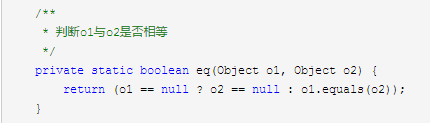 /**
 * 判断o1与o2是否相等
 */
private static boolean eq(Object o1, Object o2) {
    return (o1 == null ? o2 == null : o1.equals(o2));
}